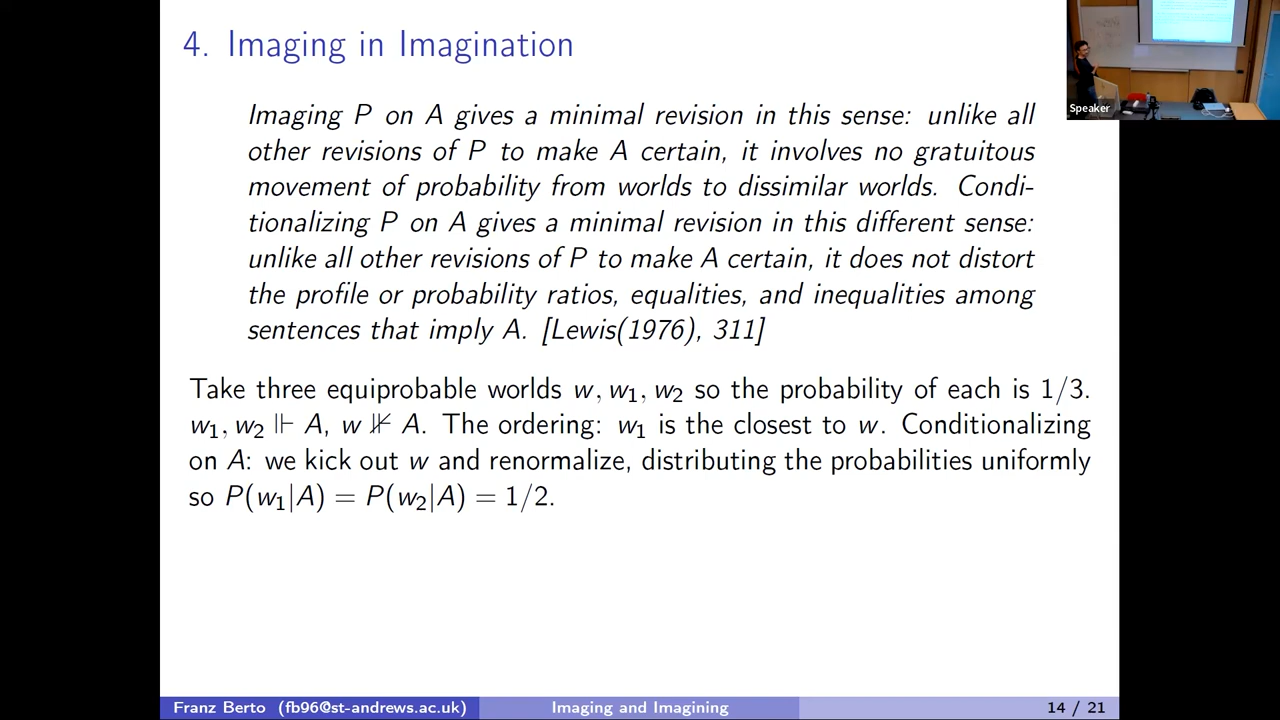 4. Imaging in Imagination
Imaging P on A gives a minimal revision in this sense: unlike all
other revisions of P to make A certain, it involves no gratuitous
movement of probability from worlds to dissimilar worlds. Condi-
tionalizing P on A gives a minimal revision in this different sense:
unlike all other revisions of P to make A certain, it does not distort
the profile or probability ratios, equalities, and inequalities among
sentences that imply A. [Lewis(1976), 311]
Take three equiprobable worlds w, w₁, w₂ so the probability of each is 1/3.
w₁, w₂ ⊩ A, w ⊮ A. The ordering: w₁ is the closest to w. Conditionalizing
on A: we kick out w and renormalize, distributing the probabilities uniformly
so P(w₁|A) = P(w₂|A) = 1/2.
Speaker
Franz Berto (fb96@st-andrews.ac.uk) Imaging and Imagining 14 / 21